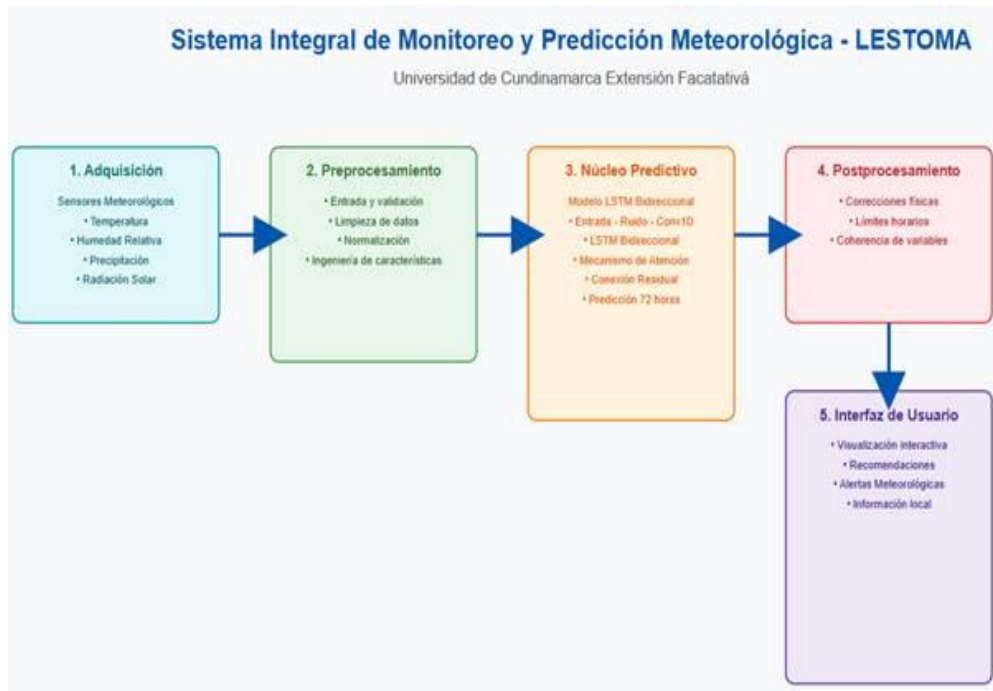 Sistema Integral de Monitoreo y Predicción Meteorológica - LESTOMA
Universidad de Cundinamarca Extensión Facatativá
1. Adquisición
Sensores Meteorológicos
• Temperatura
• Humedad Relativa
• Precipitación
• Radiación Solar
2. Preprocesamiento
• Entrada y validación
• Limpieza de datos
• Normalización
• Ingeniería de características
3. Núcleo Predictivo
Modelo LSTM Bidireccional
• Entrada - Ruido - Conv1D
• LSTM Bidireccional
• Mecanismo de Atención
• Conexión Residual
• Predicción 72 horas
4. Postprocesamiento
• Correcciones físicas
• Límites horarios
• Coherencia de variables
5. Interfaz de Usuario
• Visualización interactiva
• Recomendaciones
• Alertas Meteorológicas
• Información local